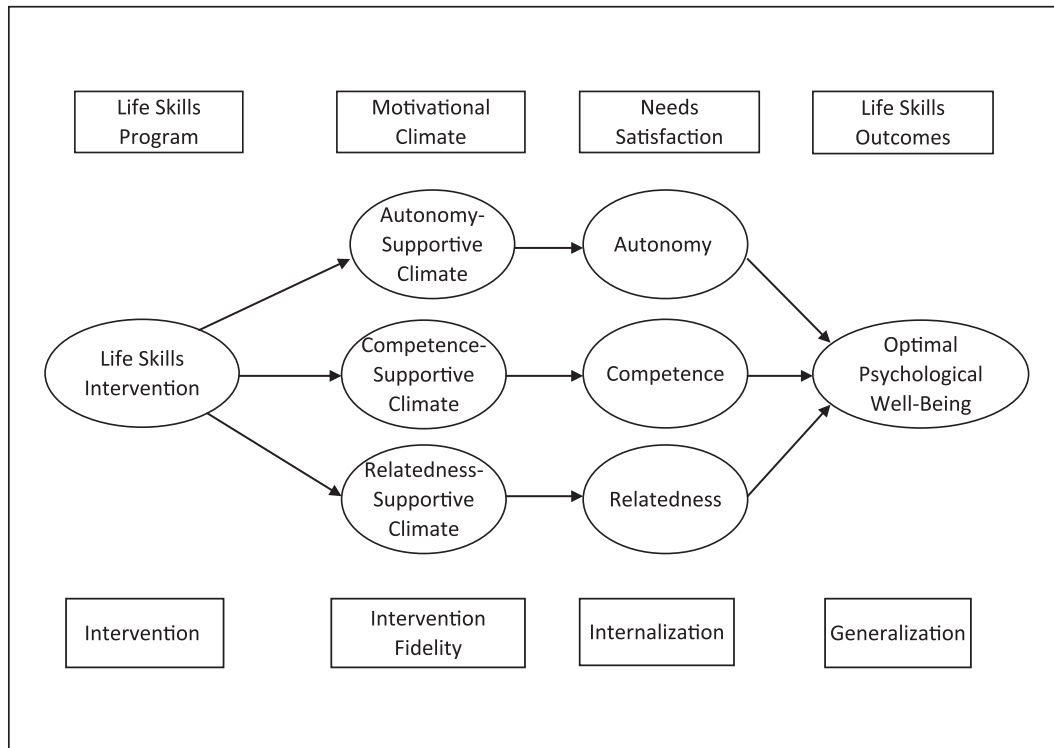 Life Skills
Program
Motivational
Climate
Needs
Satisfaction
Life Skills
Outcomes
Autonomy-
Supportive
Climate
Autonomy
Life Skills
Intervention
Competence-
Supportive
Climate
Competence
Optimal
Psychological
Well-Being
Relatedness-
Supportive
Climate
Relatedness
Intervention
Intervention
Fidelity
Internalization
Generalization